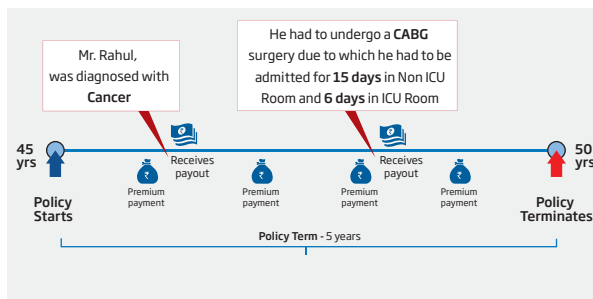 Mr. Rahul,
was diagnosed with
Cancer
He had to undergo a CABG
surgery due to which he had to be
admitted for 15 days in Non ICU
Room and 6 days in ICU Room
45
yrs
50
yrs
Receives
payout
Receives
payout
₹
₹
₹
₹
Premium
payment
Premium
payment
Premium
payment
Premium
payment
Policy
Starts
Policy
Terminates
Policy Term - 5 years